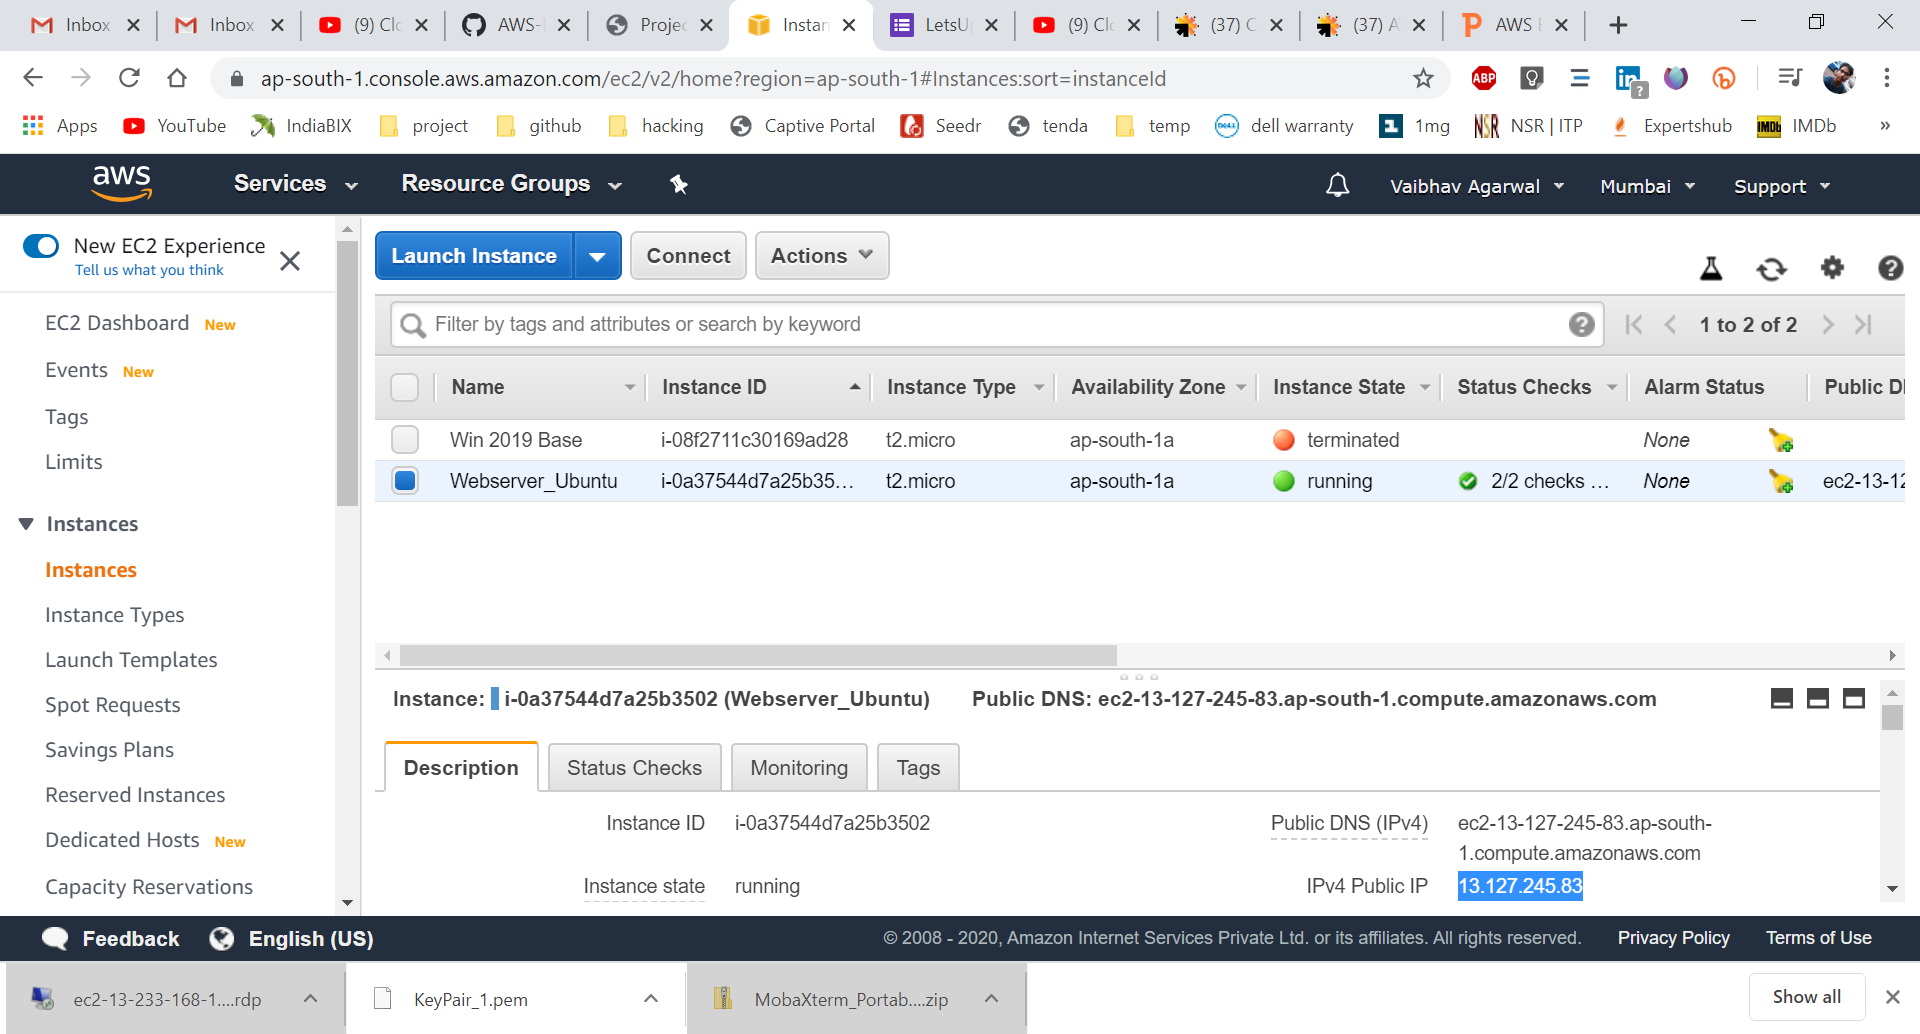 Inbox
Inbox
(9) Clo
AWS-
Projec
Instan
LetsU
(9) Clo
(37) C
(37) A
AWS
ap-south-1.console.aws.amazon.com/ec2/v2/home?region=ap-south-1#Instances:sort=instanceId
ABP
in
?
Apps
YouTube
IndiaBIX
project
github
hacking
Captive Portal
Seedr
tenda
temp
dell warranty
1mg
NSR | ITP
Expertshub
IMDb
IMDb
»
aws
Services
Resource Groups
Vaibhav Agarwal
Mumbai
Support
New EC2 Experience
Tell us what you think
EC2 Dashboard New
Events New
Tags
Limits
Instances
Instances
Instance Types
Launch Templates
Spot Requests
Savings Plans
Reserved Instances
Dedicated Hosts New
Capacity Reservations
Launch Instance
Connect
Actions
Filter by tags and attributes or search by keyword
1 to 2 of 2
Name Instance ID Instance Type Availability Zone Instance State Status Checks Alarm Status Public D
Win 2019 Base i-08f2711c30169ad28 t2.micro ap-south-1a terminated None
Webserver_Ubuntu i-0a37544d7a25b35... t2.micro ap-south-1a running 2/2 checks ... None ec2-13-12
Instance: i-0a37544d7a25b3502 (Webserver_Ubuntu) Public DNS: ec2-13-127-245-83.ap-south-1.compute.amazonaws.com
Description
Status Checks
Monitoring
Tags
Instance ID i-0a37544d7a25b3502
Public DNS (IPv4) ec2-13-127-245-83.ap-south-
1.compute.amazonaws.com
Instance state running
IPv4 Public IP 13.127.245.83
Feedback
English (US)
© 2008 - 2020, Amazon Internet Services Private Ltd. or its affiliates. All rights reserved.
Privacy Policy
Terms of Use
ec2-13-233-168-1....rdp
KeyPair_1.pem
MobaXterm_Portab....zip
Show all